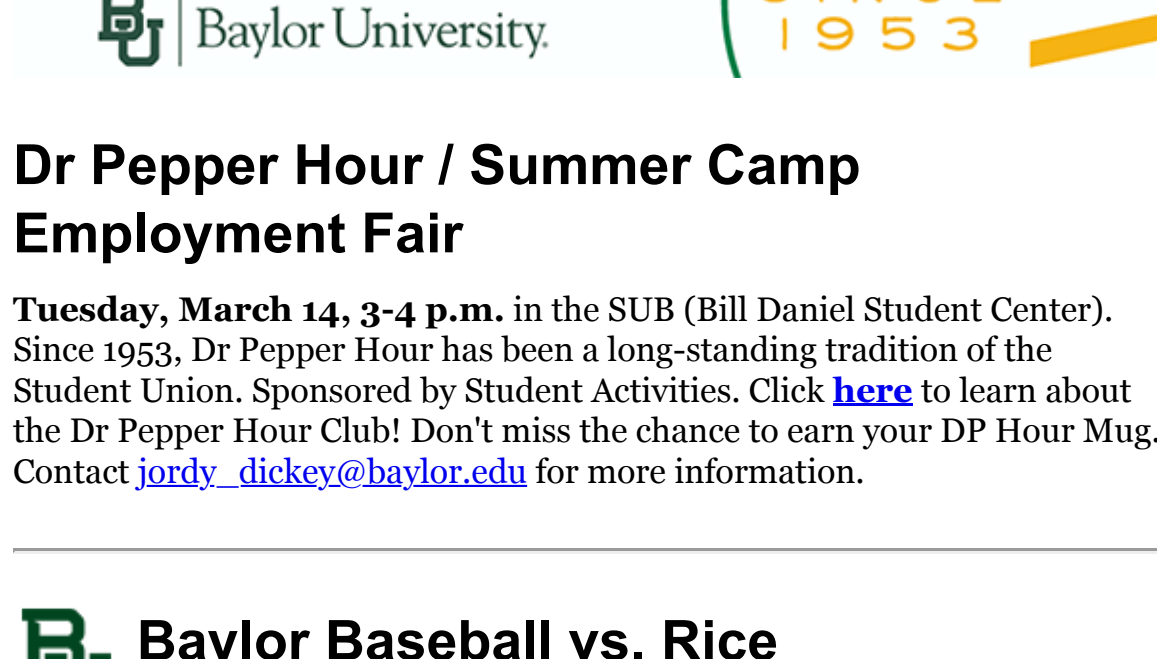 BU Baylor University.
1953
Dr Pepper Hour / Summer Camp
Employment Fair
Tuesday, March 14, 3-4 p.m. in the SUB (Bill Daniel Student Center).
Since 1953, Dr Pepper Hour has been a long-standing tradition of the
Student Union. Sponsored by Student Activities. Click here to learn about
the Dr Pepper Hour Club! Don't miss the chance to earn your DP Hour Mug.
Contact jordy_dickey@baylor.edu for more information.
Baylor Baseball vs. Rice